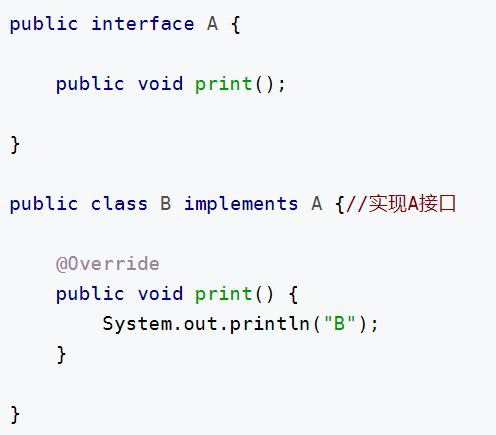 public interface A {
public void print();
}
public class B implements A {//实现A接口
@Override
public void print() {
System.out.println("B");
}
}